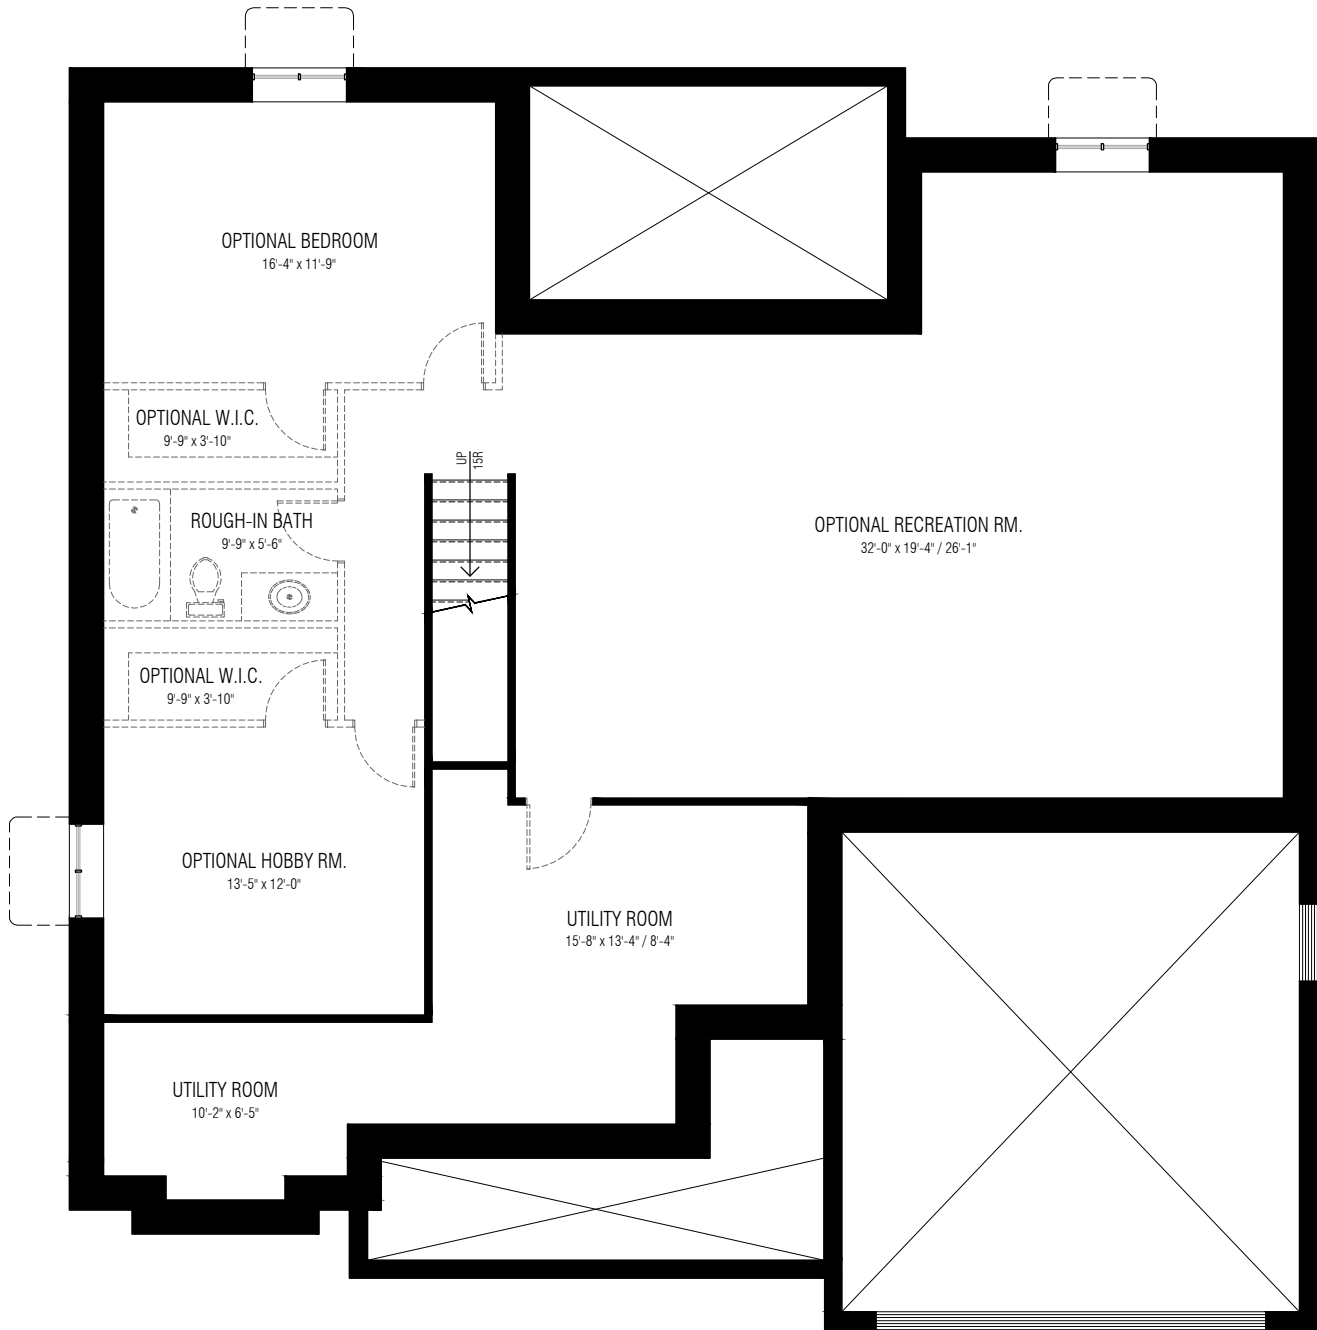 OPTIONAL BEDROOM
16'-4" x 11'-9"
OPTIONAL W.I.C.
9'-9" x 3'-10"
UP
15R
ROUGH-IN BATH
9'-9" x 5'-6"
OPTIONAL RECREATION RM.
32'-0" x 19'-4" / 26'-1"
OPTIONAL W.I.C.
9'-9" x 3'-10"
OPTIONAL HOBBY RM.
13'-5" x 12'-0"
UTILITY ROOM
15'-8" x 13'-4" / 8'-4"
UTILITY ROOM
10'-2" x 6'-5"